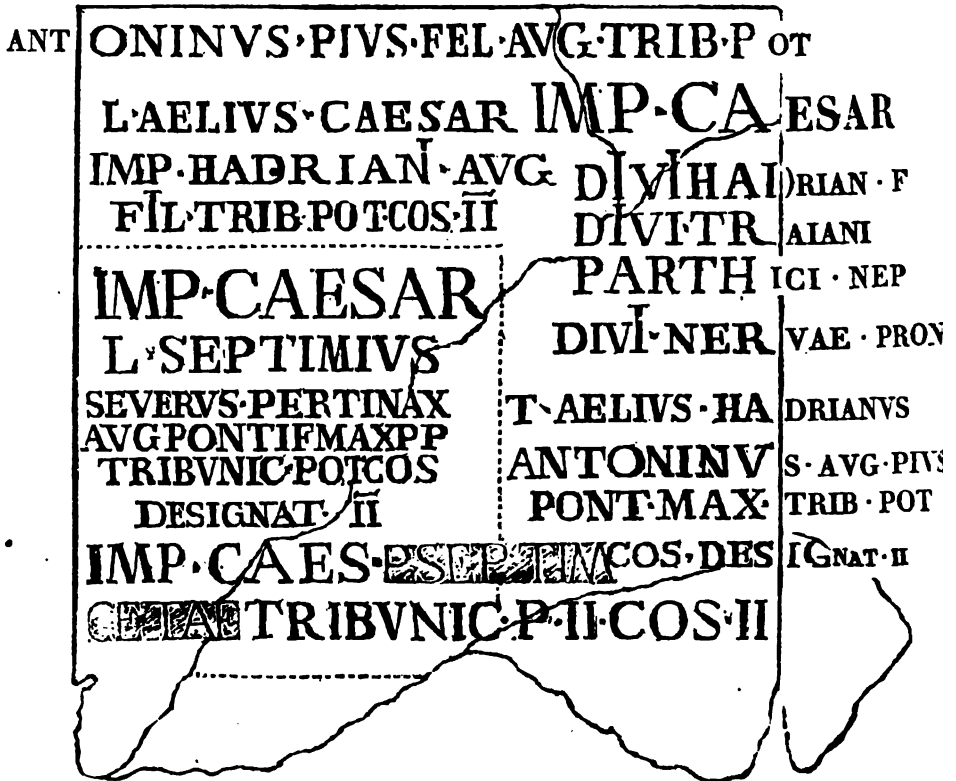 ANT ONINVS·PIVS·FEL·AVG·TRIB·P OT
L·AELIVS·CAESAR
IMP·HADRIAN·AVG
FIL·TRIB·POT·COS·II
IMP·CAESAR
L·SEPTIMIVS
SEVERVS·PERTINAX
AVG PONTIF MAX P P
TRIBVNIC·POT COS
DESIGNAT· II
IMP·CA ESAR
DIVI HAD RIAN · F
DIVI·TR AIANI
PARTH ICI · NEP
DIVI·NER VAE · PRON
T·AELIVS·HA DRIANVS
ANTONINV S·AVG·PIVS
PONT·MAX· TRIB·POT
COS·DES IGNAT·II
IMP·CAES·P SEPTIM
GETAE TRIBVNIC·P·II·COS·II